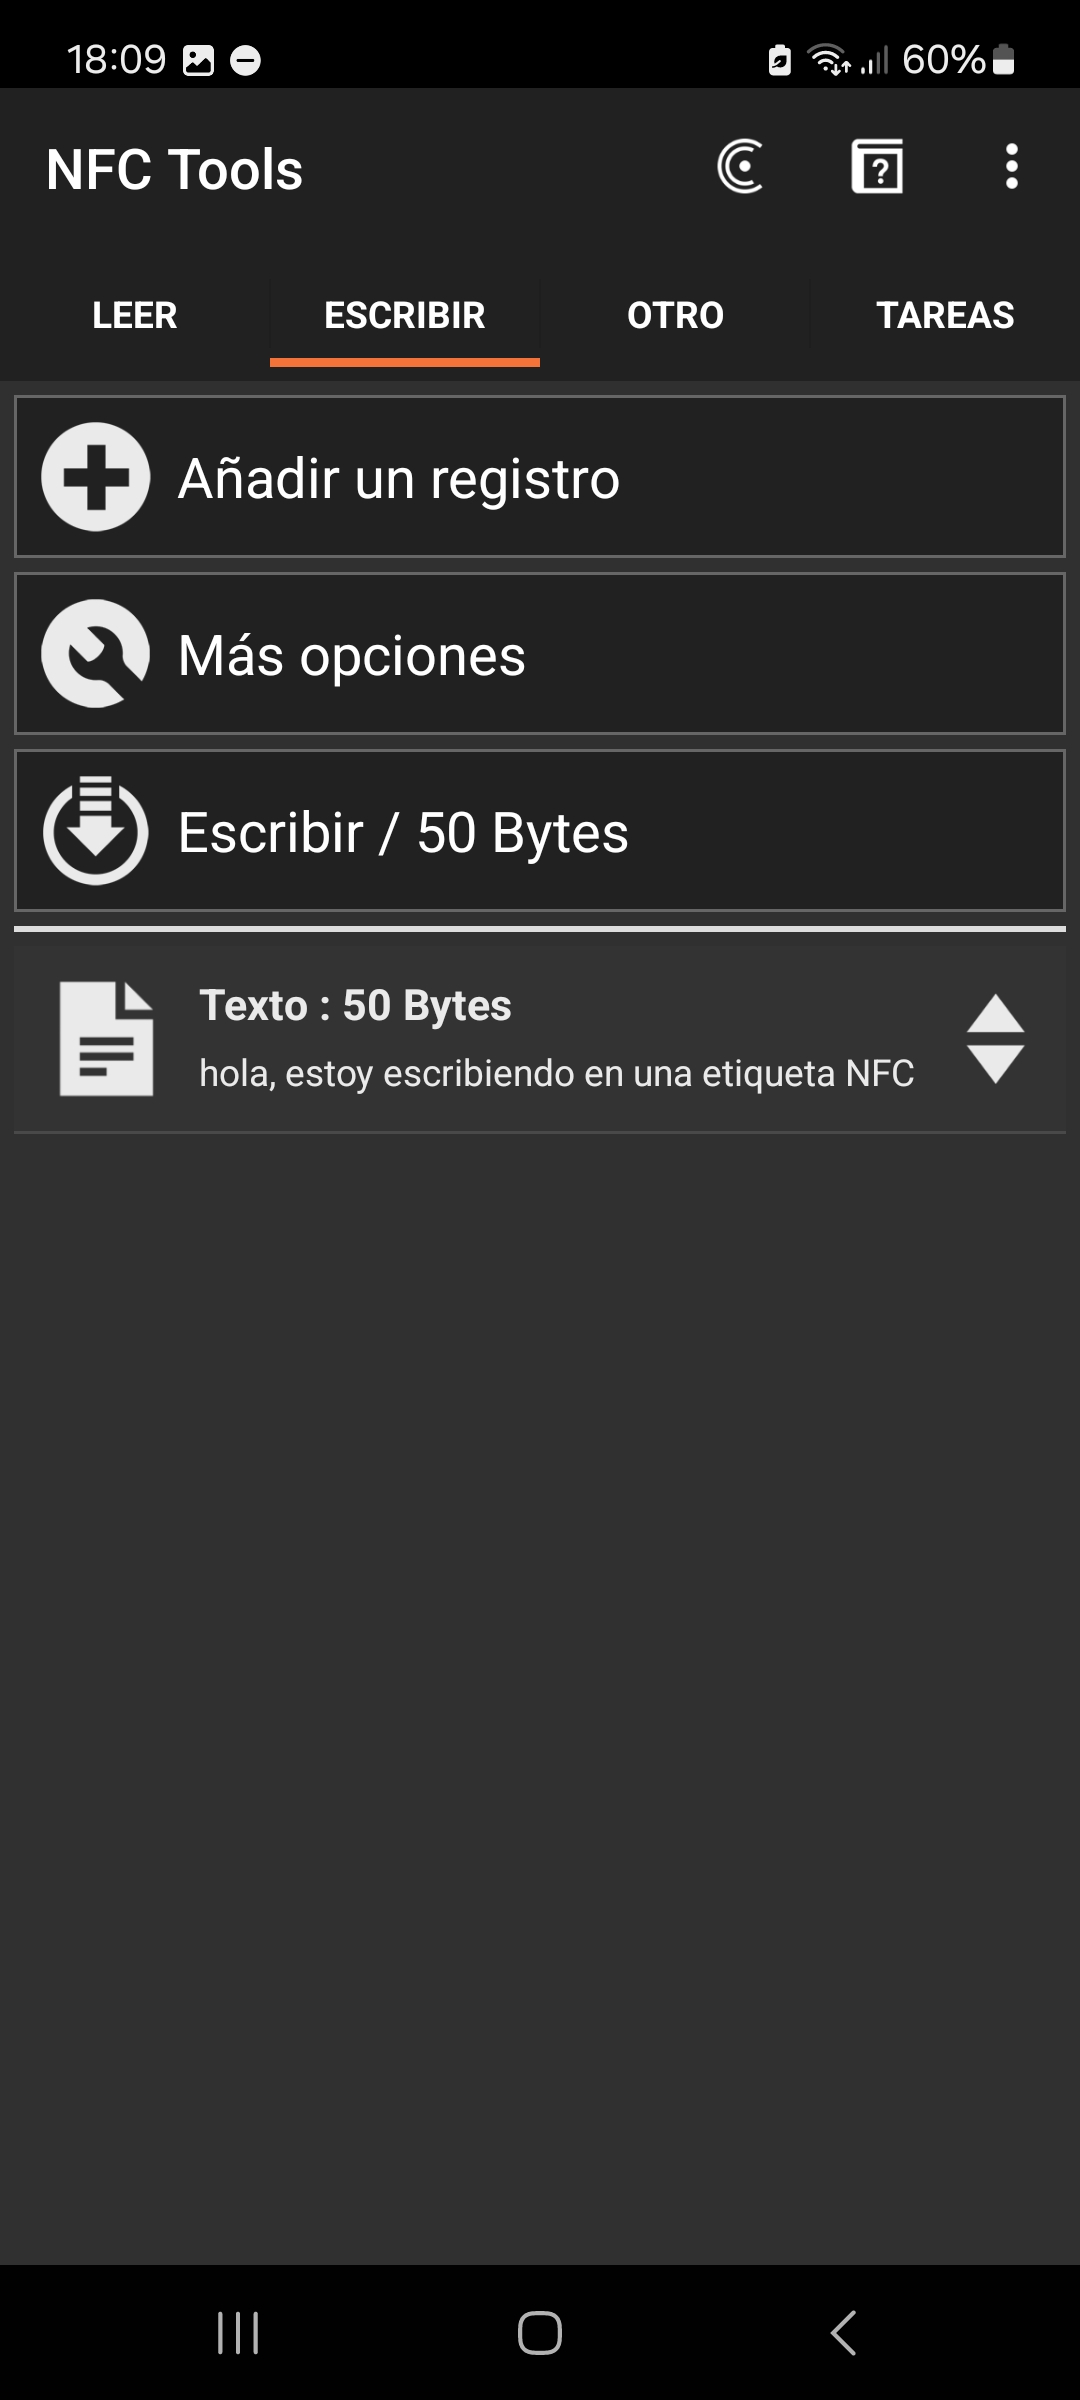 18:09
60%
NFC Tools
LEER ESCRIBIR OTRO TAREAS
Añadir un registro
Más opciones
Escribir / 50 Bytes
Texto : 50 Bytes
hola, estoy escribiendo en una etiqueta NFC